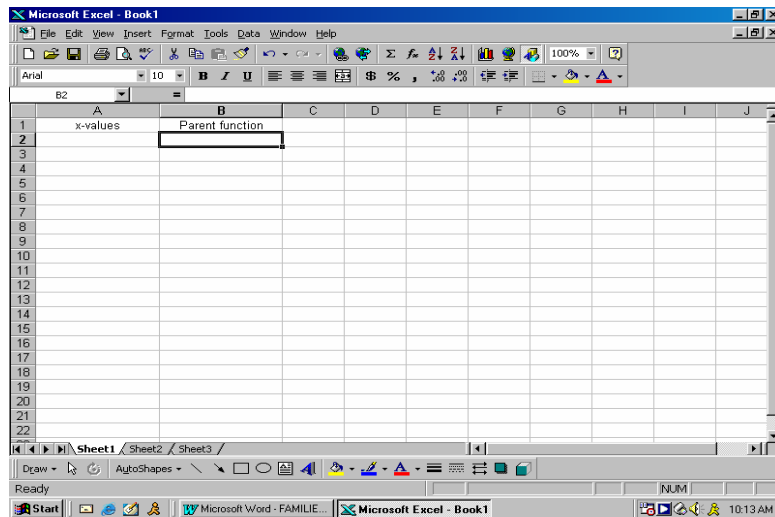 Microsoft Excel - Book1
File Edit View Insert Format Tools Data Window Help
100%
Arial 10 B I U $ % ,
B2 =
A B C D E F G H I J
1 x-values Parent function
2
3
4
5
6
7
8
9
10
11
12
13
14
15
16
17
18
19
20
21
22
Sheet1 / Sheet2 / Sheet3 /
Draw AutoShapes
Ready NUM
Start Microsoft Word - FAMILIE... Microsoft Excel - Book1 10:13 AM